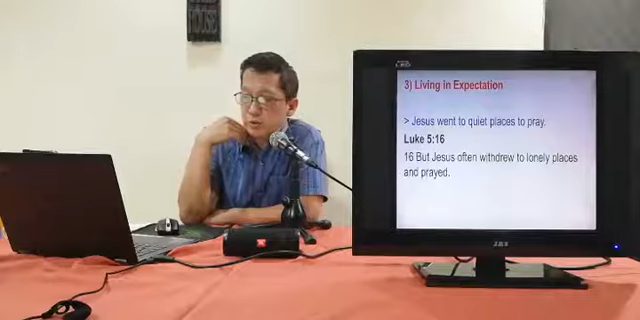 HOUSE
3) Living in Expectation
> Jesus went to quiet places to pray.
Luke 5:16
16 But Jesus often withdrew to lonely places
and prayed.